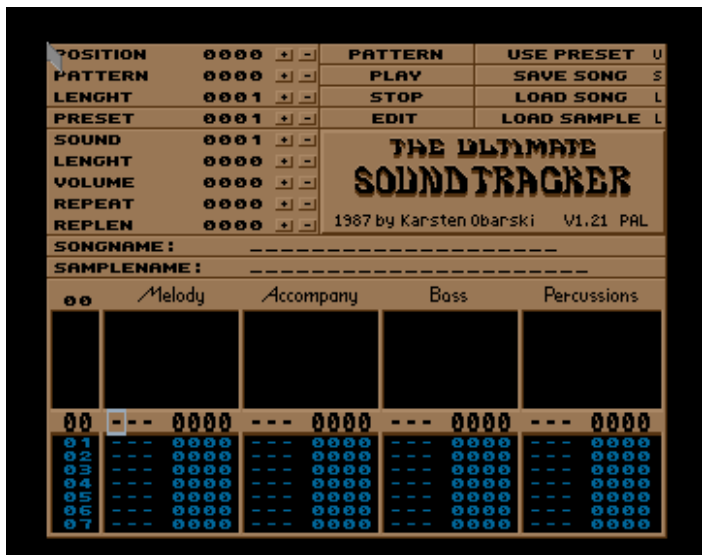 POSITION 0000 + - PATTERN USE PRESET U
PATTERN 0000 + - PLAY SAVE SONG S
LENGHT 0001 + - STOP LOAD SONG L
PRESET 0001 + - EDIT LOAD SAMPLE L
SOUND 0001 + - THE ULTIMATE
LENGHT 0000 + - SOUNDTRACKER
VOLUME 0000 + -
REPEAT 0000 + -
REPLEN 0000 + - 1987 by Karsten Obarski V1.21 PAL
SONGNAME: ____________________
SAMPLENAME: ______________________
00 Melody Accompany Bass Percussions
00 --- 0000 --- 0000 --- 0000 --- 0000
01 --- 0000 --- 0000 --- 0000 --- 0000
02 --- 0000 --- 0000 --- 0000 --- 0000
03 --- 0000 --- 0000 --- 0000 --- 0000
04 --- 0000 --- 0000 --- 0000 --- 0000
05 --- 0000 --- 0000 --- 0000 --- 0000
06 --- 0000 --- 0000 --- 0000 --- 0000
07 --- 0000 --- 0000 --- 0000 --- 0000